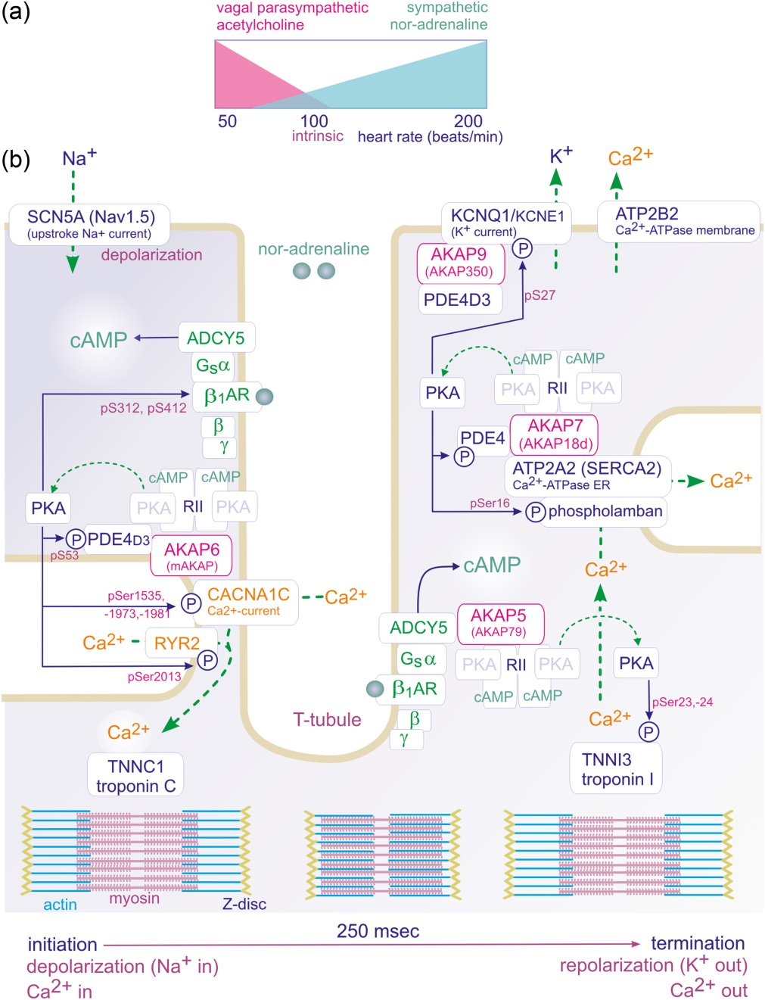 (a)
vagal parasympathetic
acetylcholine
sympathetic
nor-adrenaline
50
100
200
intrinsic
heart rate (beats/min)
(b)
Na+
K+
Ca2+
SCN5A (Nav1.5)
(upstroke Na+ current)
depolarization
nor-adrenaline
KCNQ1/KCNE1
(K+ current)
P
ATP2B2
Ca2+-ATPase membrane
AKAP9
(AKAP350)
PDE4D3
pS27
cAMP
ADCY5
Gsα
β1AR
pS312, pS412
β
γ
cAMP
cAMP
PKA
PKA
RII
PKA
P
PDE4D3
pS53
AKAP6
(mAKAP)
pSer1535,
-1973,-1981
P
CACNA1C
Ca2+-current
Ca2+
Ca2+
RYR2
P
pSer2013
Ca2+
TNNC1
troponin C
T-tubule
cAMP
cAMP
PKA
PKA
RII
PKA
PDE4
P
AKAP7
(AKAP18d)
ATP2A2 (SERCA2)
Ca2+-ATPase ER
Ca2+
pSer16
P
phospholamban
cAMP
Ca2+
ADCY5
AKAP5
(AKAP79)
Gsα
PKA
RII
PKA
PKA
β1AR
cAMP
cAMP
β
γ
pSer23,-24
Ca2+
P
TNNI3
troponin I
actin
myosin
Z-disc
250 msec
initiation
termination
depolarization (Na+ in)
repolarization (K+ out)
Ca2+ in
Ca2+ out